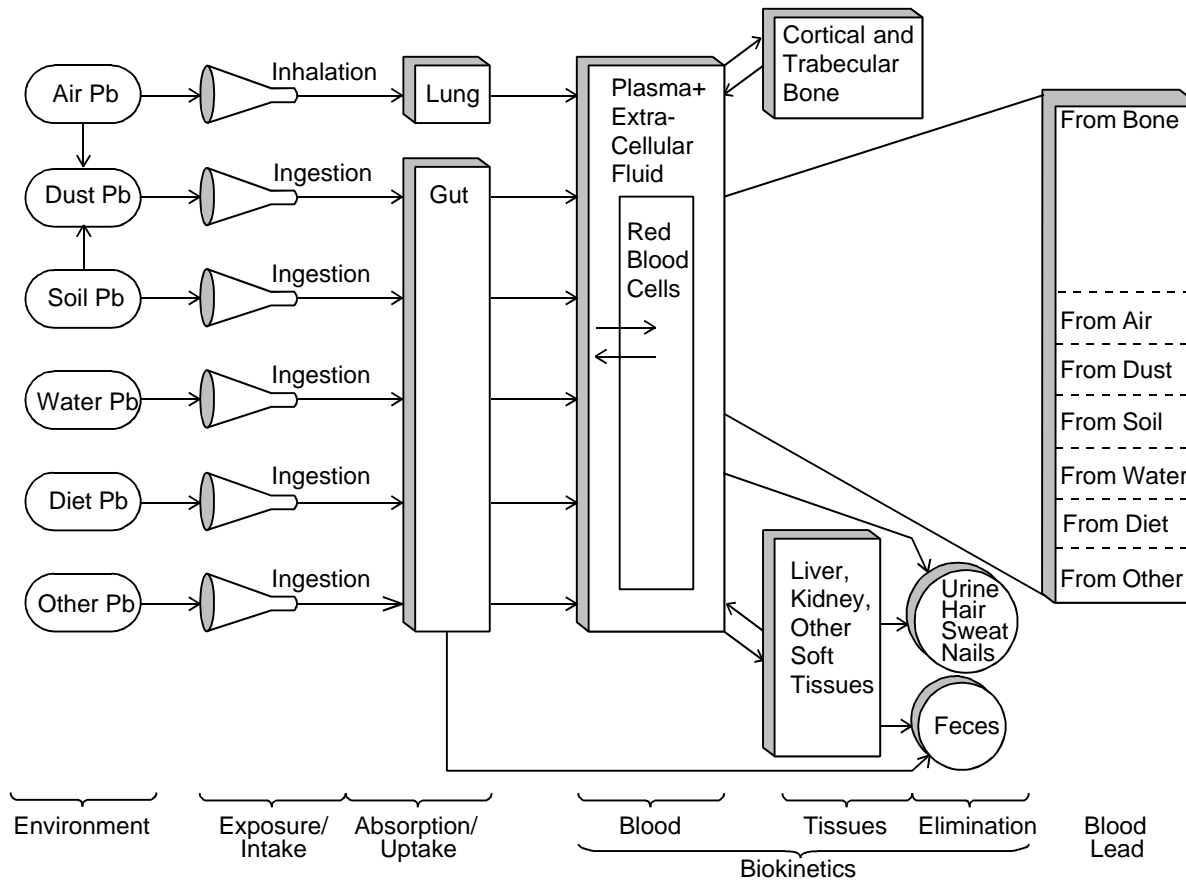 Air Pb
Dust Pb
Soil Pb
Water Pb
Diet Pb
Other Pb
Inhalation
Ingestion
Ingestion
Ingestion
Ingestion
Ingestion
Lung
Gut
Plasma+
Extra-
Cellular
Fluid
Red
Blood
Cells
Cortical and
Trabecular
Bone
Liver,
Kidney,
Other
Soft
Tissues
Urine
Hair
Sweat
Nails
Feces
From Bone
From Air
From Dust
From Soil
From Water
From Diet
From Other
Environment
Exposure/
Intake
Absorption/
Uptake
Blood
Tissues
Elimination
Biokinetics
Blood
Lead